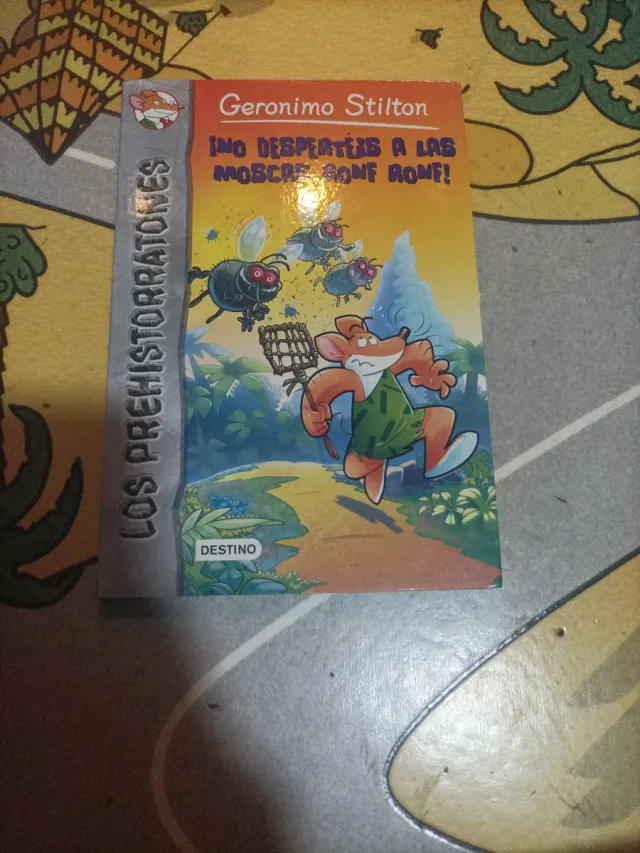 Geronimo Stilton
¡NO DESPERTÉIS A LAS
MOSCAS RONF RONF!
LOS PREHISTORRATONES
DESTINO